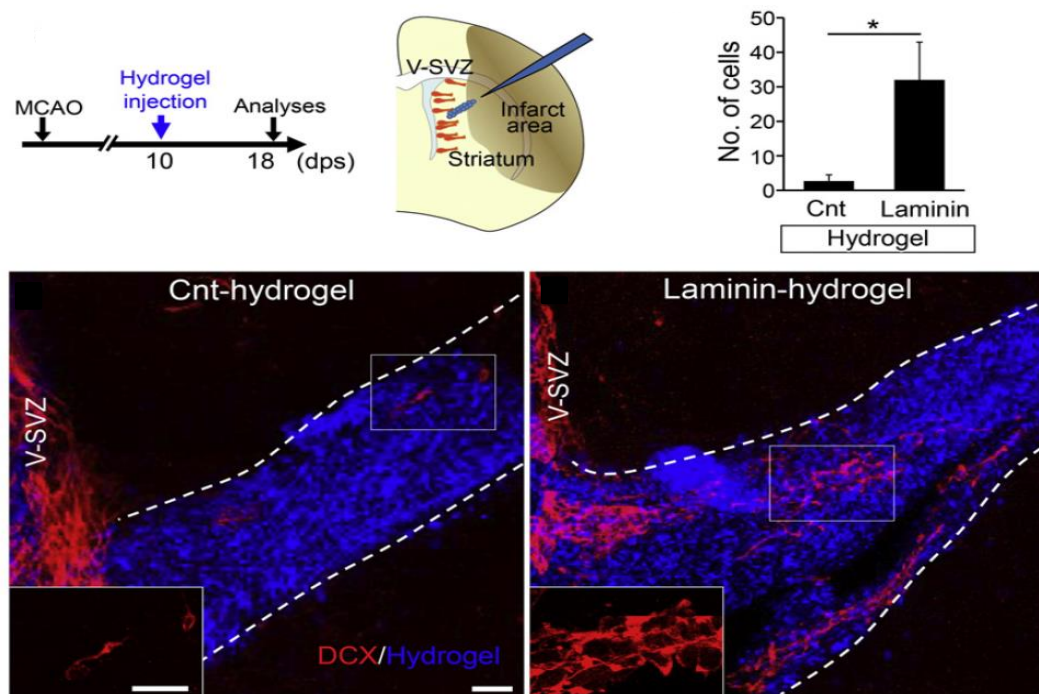 MCAO
Hydrogel
injection
Analyses
10
18
(dps)
V-SVZ
Infarct
area
Striatum
No. of cells
50
40
30
20
10
0
*
Cnt
Laminin
Hydrogel
Cnt-hydrogel
V-SVZ
DCX/Hydrogel
Laminin-hydrogel
V-SVZ